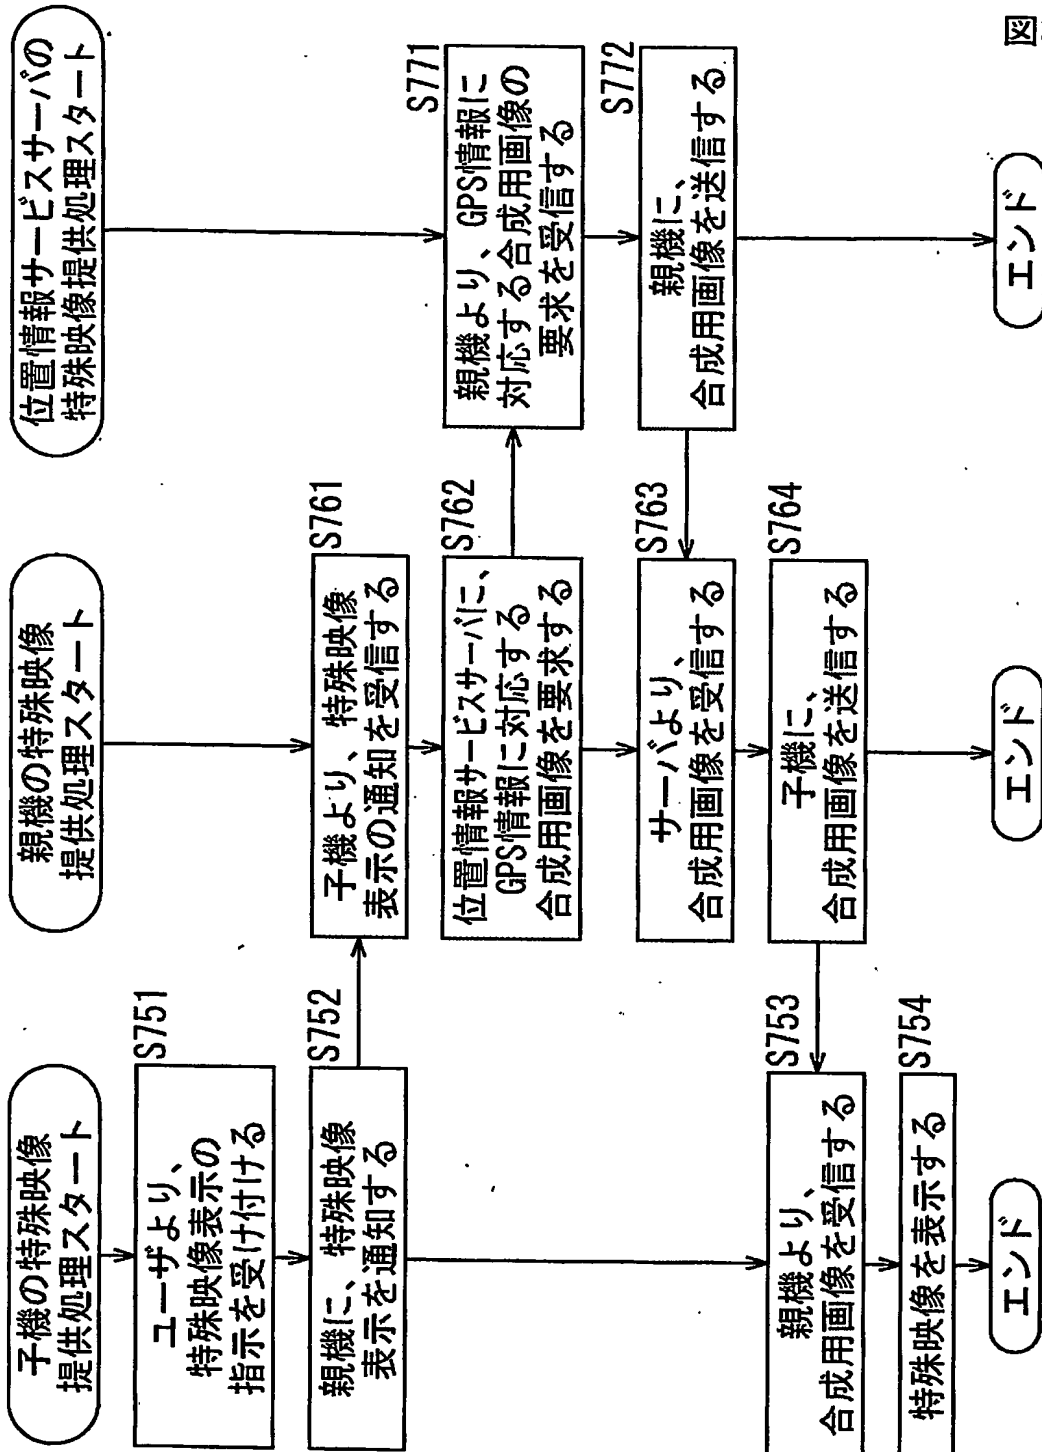 子機の特殊映像
提供処理スタート
S751
ユーザより、
特殊映像表示の
指示を受け付ける
S752
親機に、特殊映像
表示を通知する
S753
親機より、
合成用画像を受信する
S754
特殊映像を表示する
エンド
親機の特殊映像
提供処理スタート
S761
子機より、特殊映像
表示の通知を受信する
S762
位置情報サービスサーバに、
GPS情報に対応する
合成用画像を要求する
S763
サーバより、
合成用画像を受信する
S764
子機に、
合成用画像を送信する
エンド
位置情報サービスサーバの
特殊映像提供処理スタート
S771
親機より、GPS情報に
対応する合成用画像の
要求を受信する
S772
親機に、
合成用画像を送信する
エンド
図